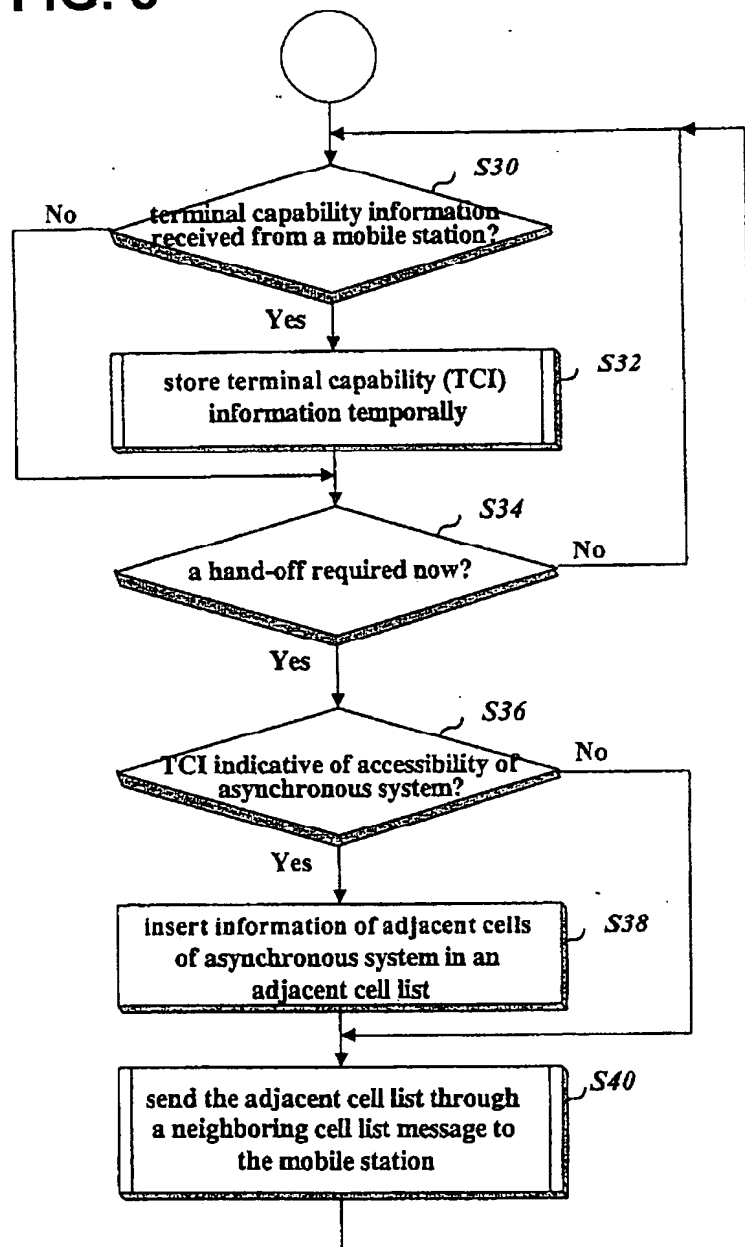 S30
No
terminal capability information
received from a mobile station?
Yes
S32
store terminal capability (TCI)
information temporally
S34
No
a hand-off required now?
Yes
S36
No
TCI indicative of accessibility of
asynchronous system?
Yes
S38
insert information of adjacent cells
of asynchronous system in an
adjacent cell list
S40
send the adjacent cell list through
a neighboring cell list message to
the mobile station